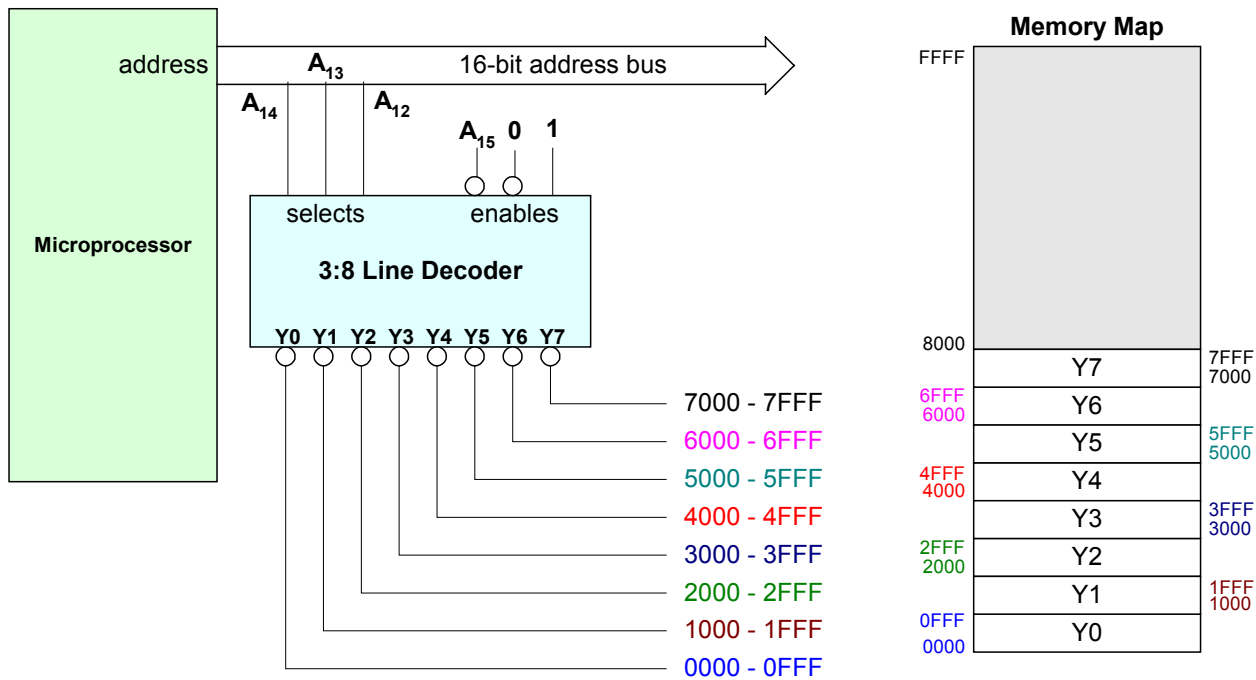 Microprocessor
address
16-bit address bus
A14
A13
A12
A15 0 1
selects enables
3:8 Line Decoder
Y0 Y1 Y2 Y3 Y4 Y5 Y6 Y7
7000 - 7FFF
6000 - 6FFF
5000 - 5FFF
4000 - 4FFF
3000 - 3FFF
2000 - 2FFF
1000 - 1FFF
0000 - 0FFF
Memory Map
FFFF
8000
Y7
7FFF
7000
6FFF
6000
Y6
Y5
5FFF
5000
4FFF
4000
Y4
Y3
3FFF
3000
2FFF
2000
Y2
Y1
1FFF
1000
0FFF
0000
Y0